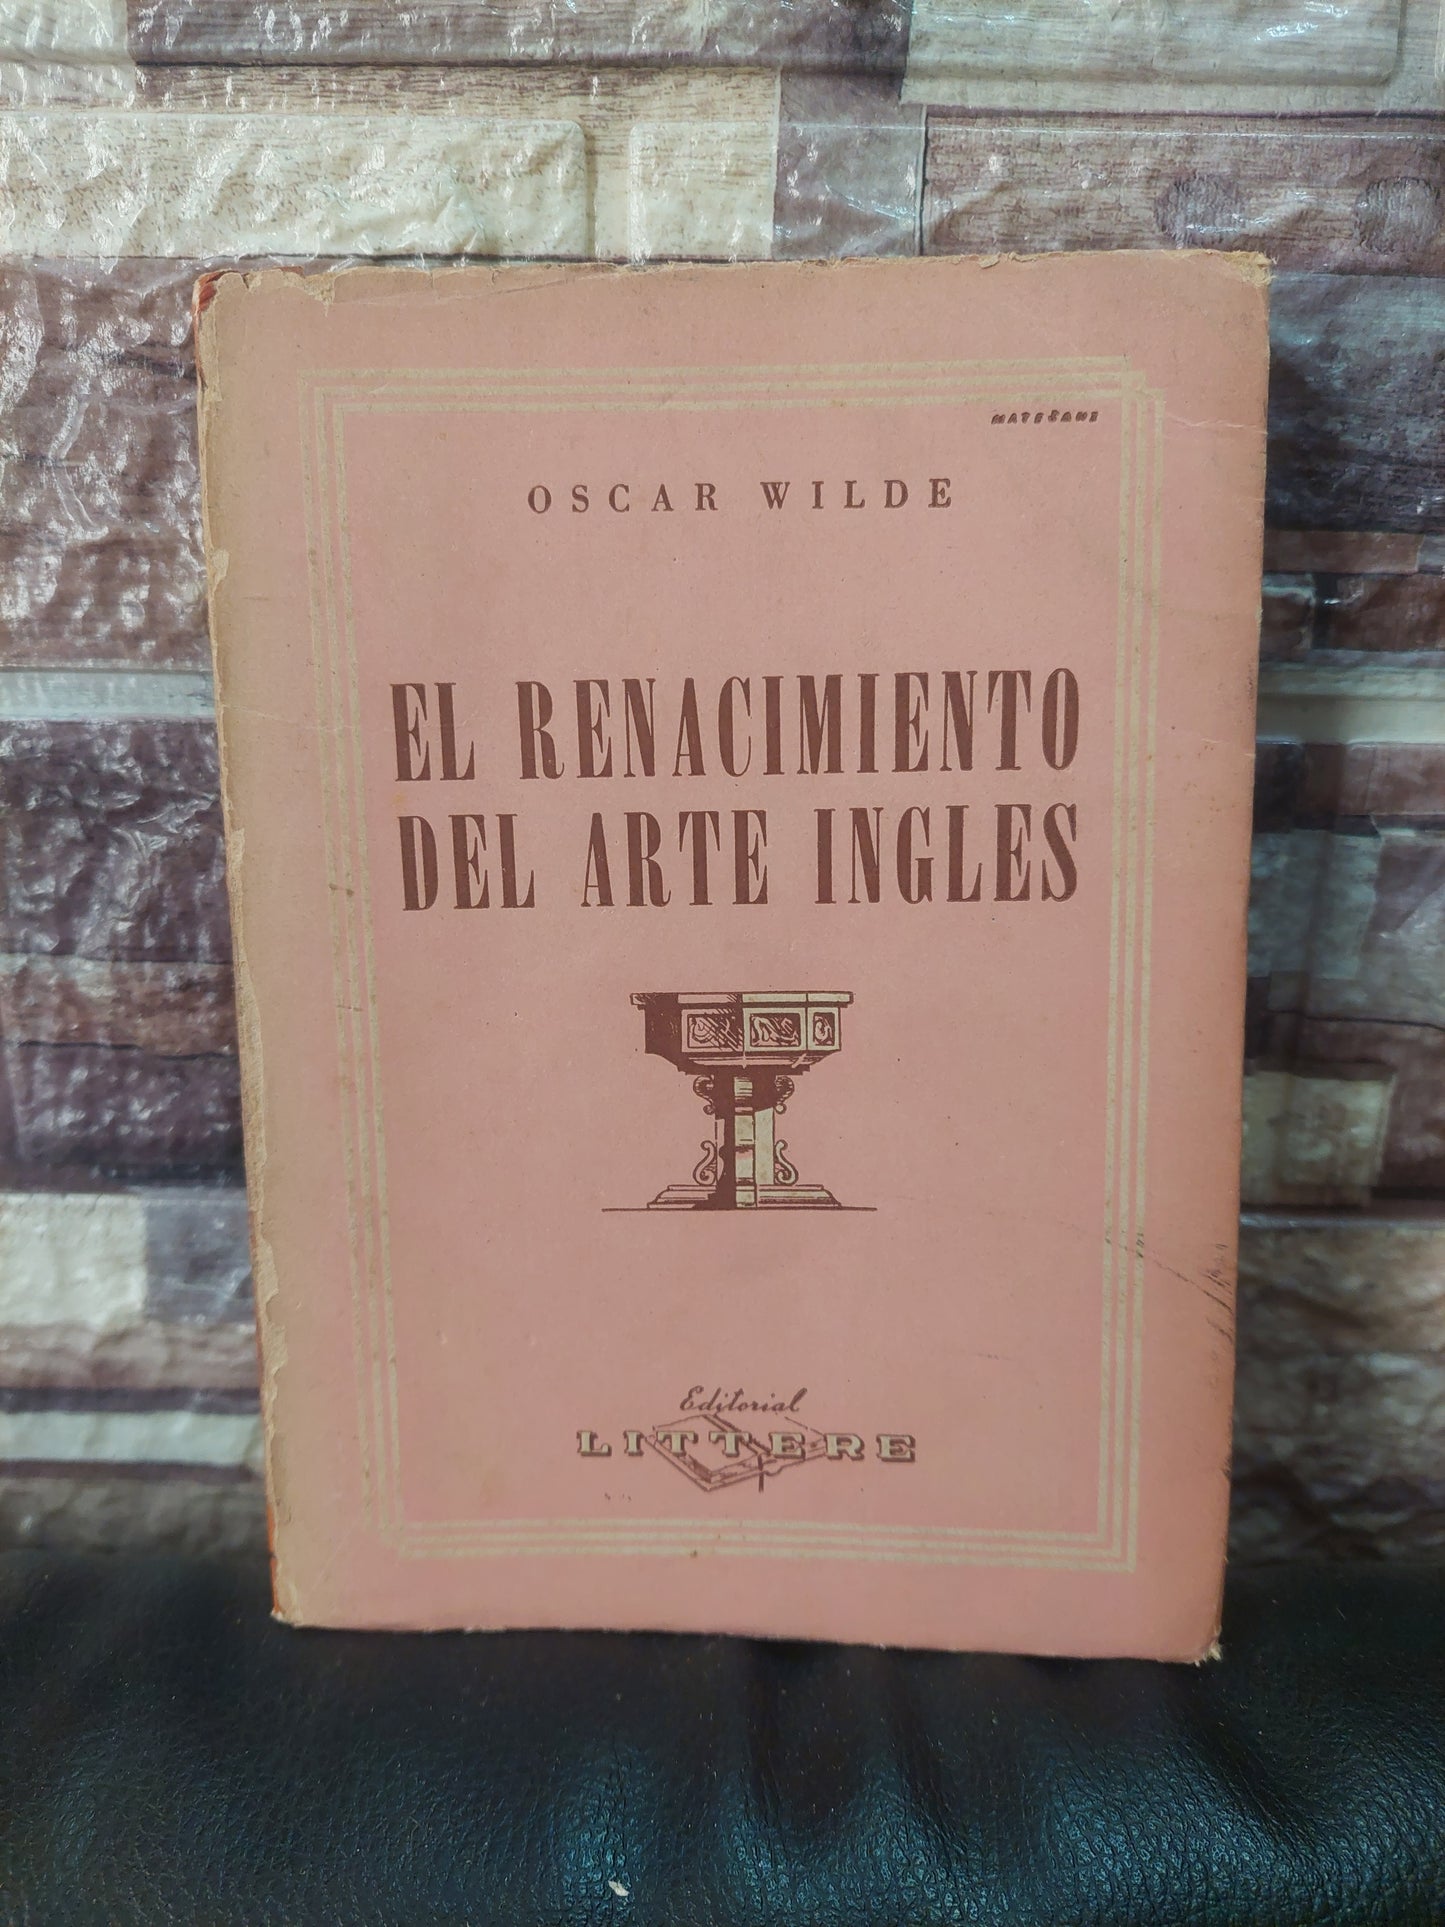 OSCAR WILDE
EL RENACIMIENTO
DEL ARTE INGLES
Editorial
LITTERE